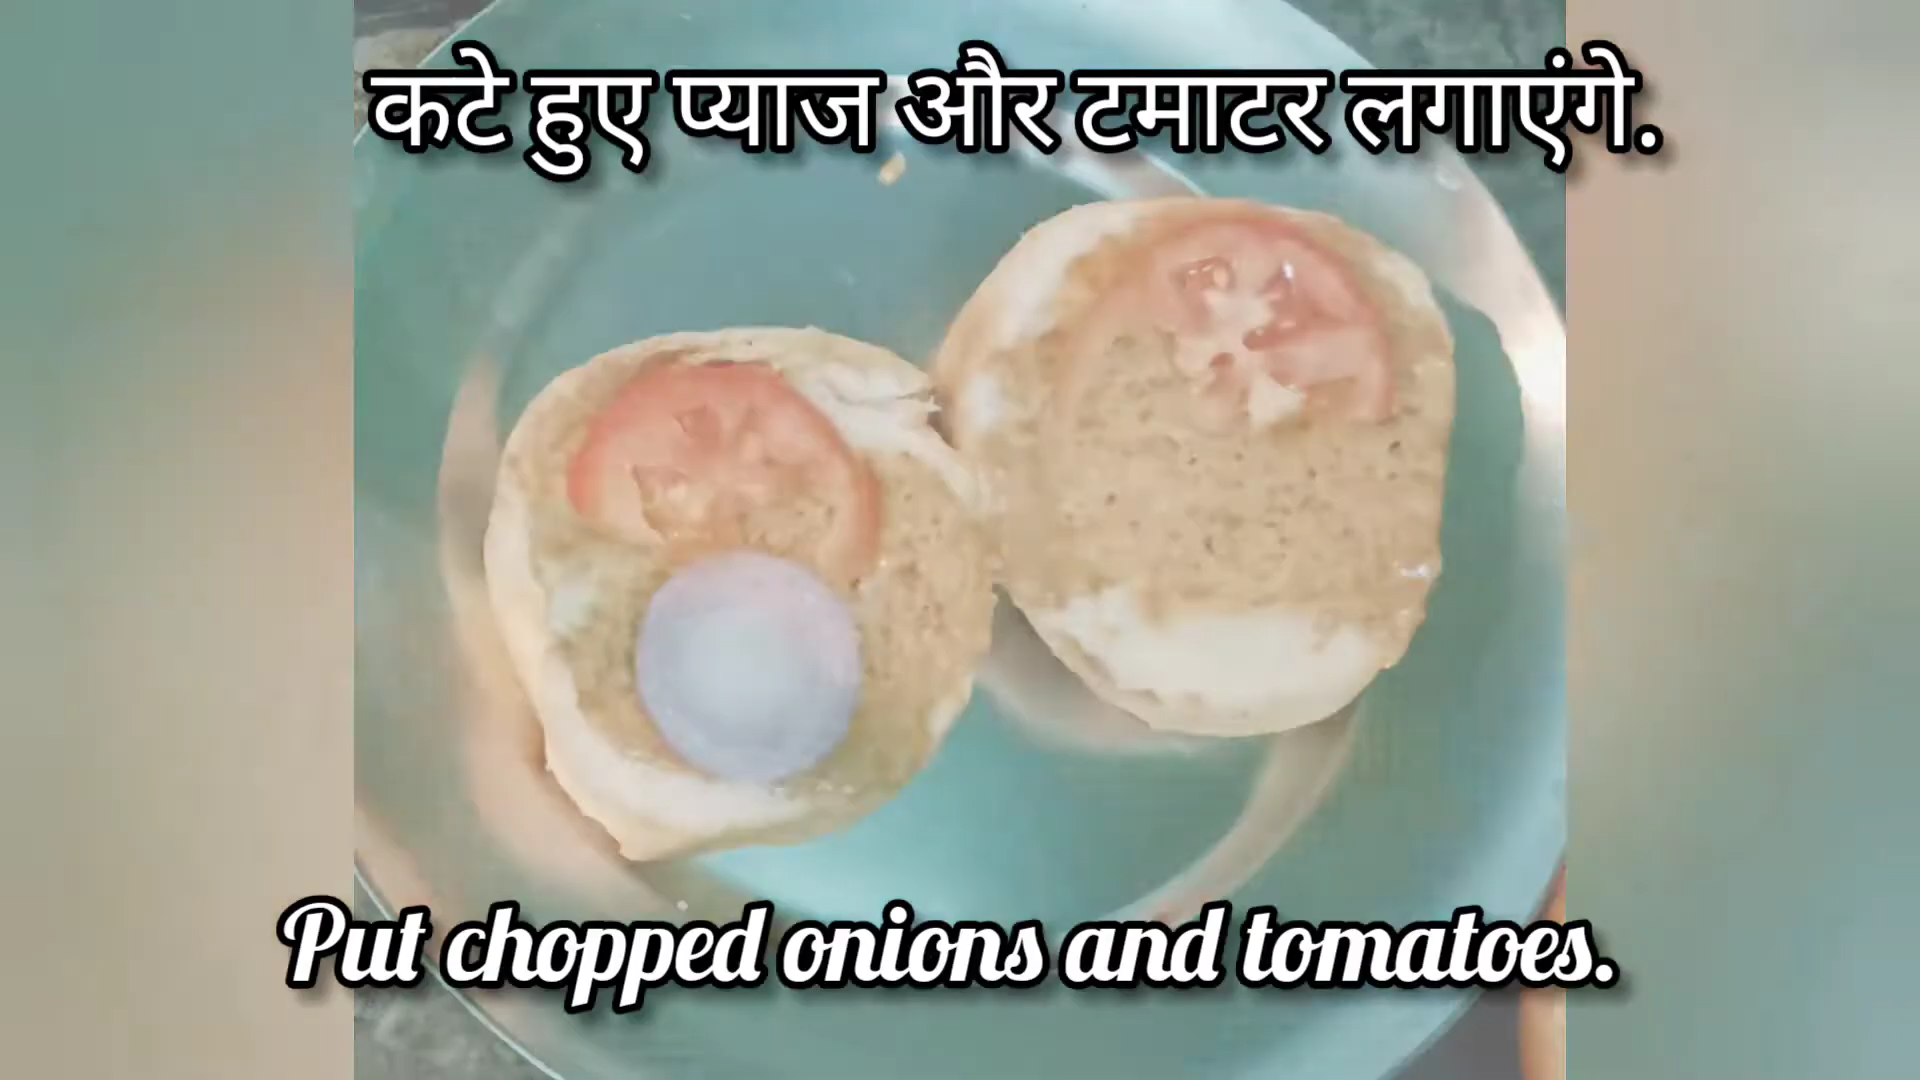 कटे हुए प्याज और टमाटर लगाएंगे.
Put chopped onions and tomatoes.